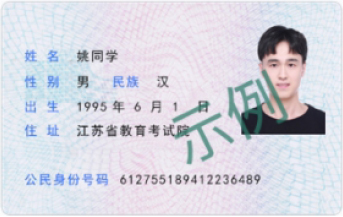 姓名 姚同学
性别 男 民族 汉
出生 1995 年 6 月 1 日
住址 江苏省教育考试院
示例
公民身份号码 612755189412236489